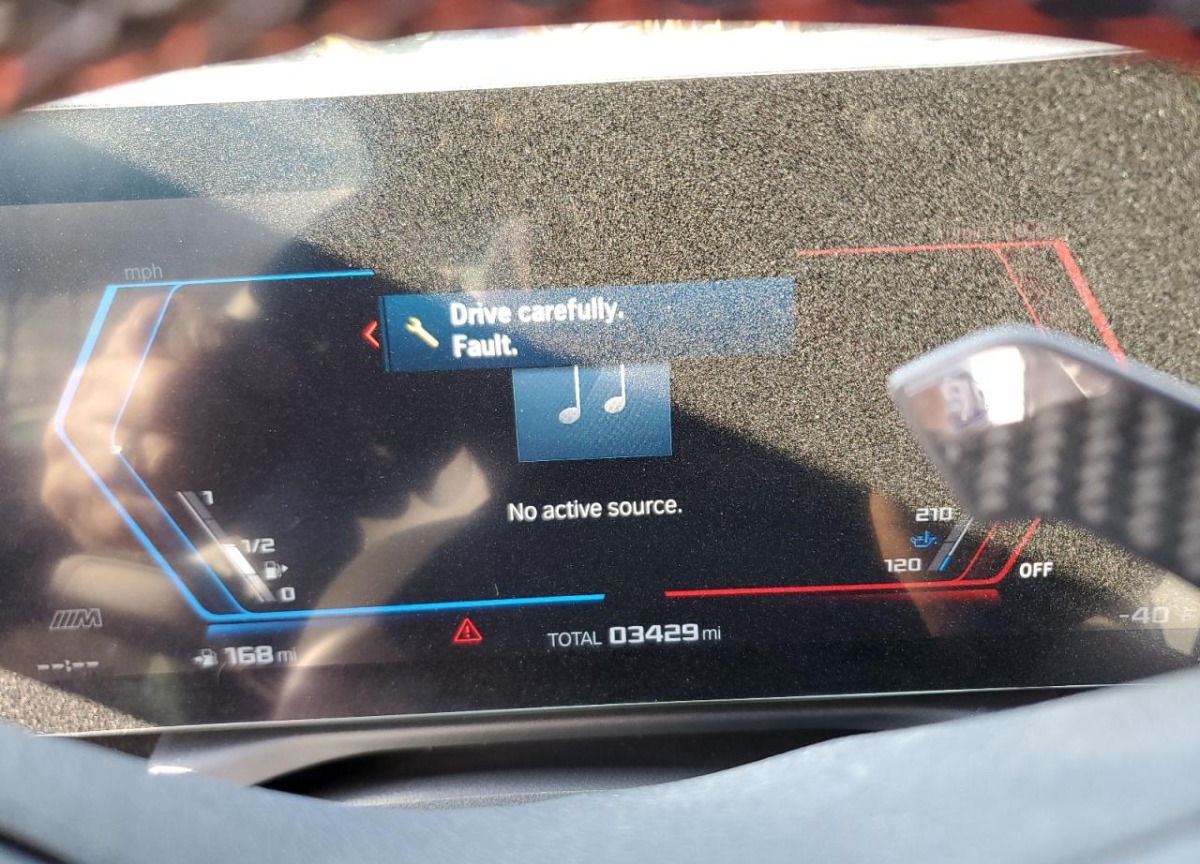 mph
Drive carefully.
Fault.
No active source.
1
1/2
0
210
120
OFF
M
TOTAL 03429 mi
-40
--:--
168 mi